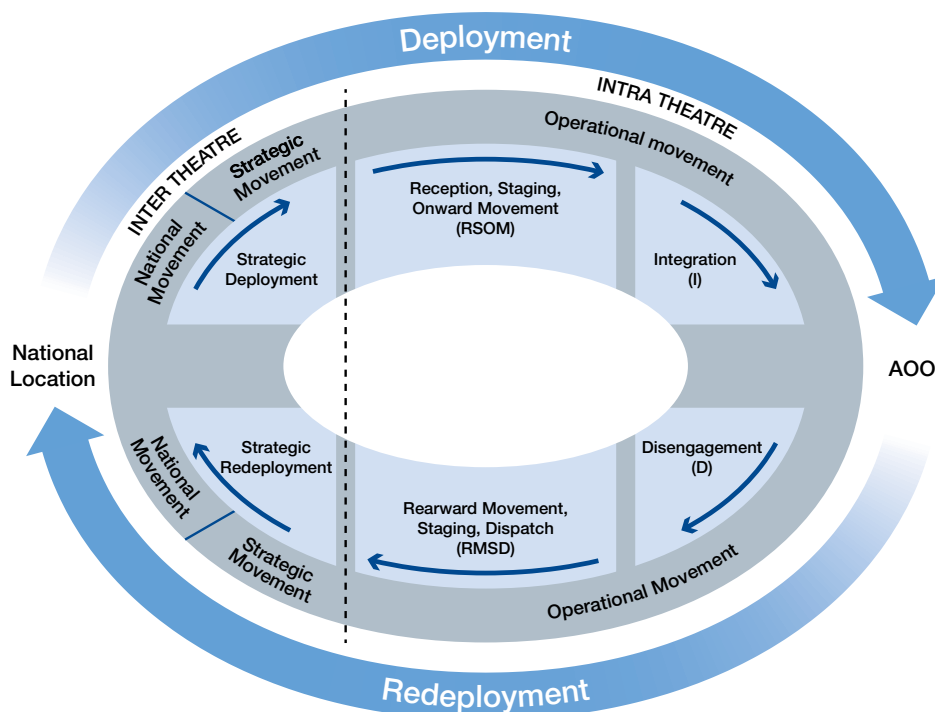 Deployment
INTER THEATRE
INTRA THEATRE
National
Movement
Strategic
Movement
Operational movement
Strategic
Deployment
Reception, Staging,
Onward Movement
(RSOM)
Integration
(I)
National
Location
AOO
Strategic
Redeployment
Rearward Movement,
Staging, Dispatch
(RMSD)
Disengagement
(D)
National
Movement
Strategic
Movement
Operational Movement
Redeployment